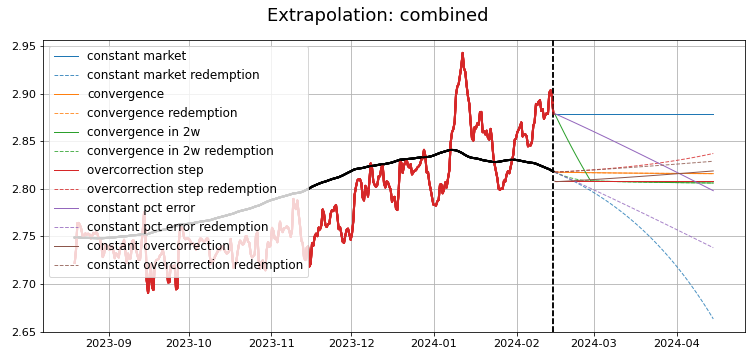 Extrapolation: combined
2.95
2.90
2.85
2.80
2.75
2.70
2.65
constant market
constant market redemption
convergence
convergence redemption
convergence in 2w
convergence in 2w redemption
overcorrection step
overcorrection step redemption
constant pct error
constant pct error redemption
constant overcorrection
constant overcorrection redemption
2023-09
2023-10
2023-11
2023-12
2024-01
2024-02
2024-03
2024-04